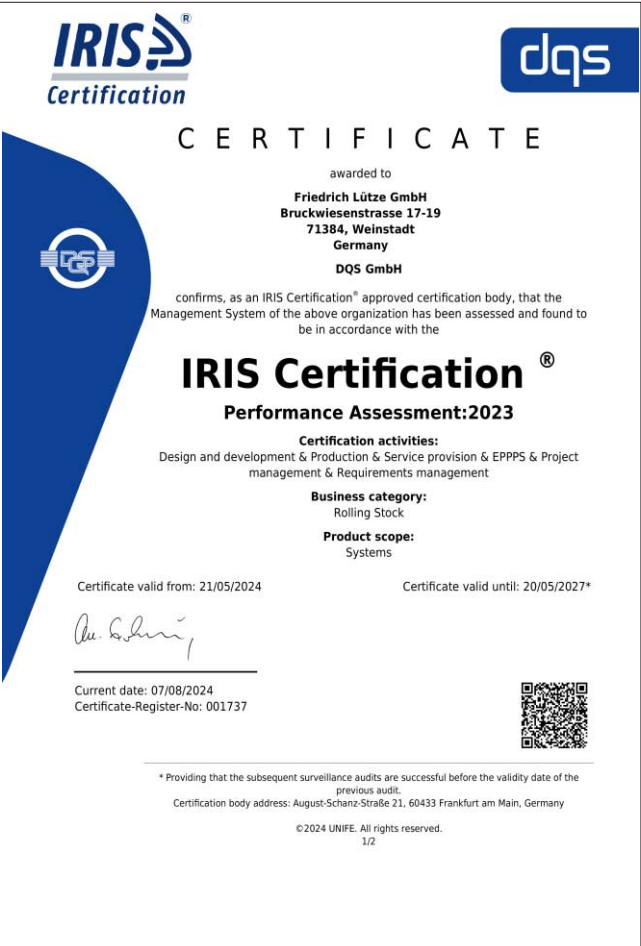 IRIS ®
Certification
dqs
C E R T I F I C A T E
awarded to
Friedrich Lütze GmbH
Bruckwiesenstrasse 17-19
71384, Weinstadt
Germany
DQS GmbH
DQS
confirms, as an IRIS Certification® approved certification body, that the
Management System of the above organization has been assessed and found to
be in accordance with the
IRIS Certification ®
Performance Assessment:2023
Certification activities:
Design and development & Production & Service provision & EPPPS & Project
management & Requirements management
Business category:
Rolling Stock
Product scope:
Systems
Certificate valid from: 21/05/2024
Certificate valid until: 20/05/2027*
Current date: 07/08/2024
Certificate-Register-No: 001737
* Providing that the subsequent surveillance audits are successful before the validity date of the
previous audit.
Certification body address: August-Schanz-Straße 21, 60433 Frankfurt am Main, Germany
©2024 UNIFE. All rights reserved.
1/2